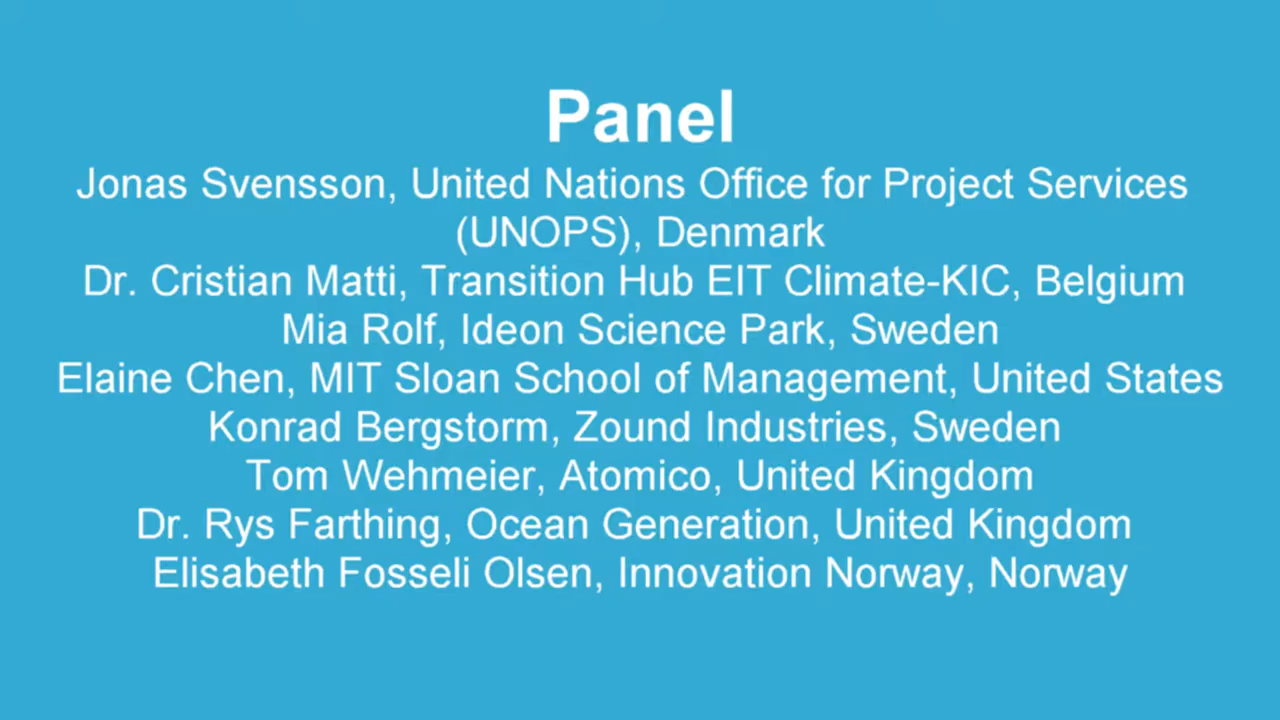 Panel
Jonas Svensson, United Nations Office for Project Services
(UNOPS), Denmark
Dr. Cristian Matti, Transition Hub EIT Climate-KIC, Belgium
Mia Rolf, Ideon Science Park, Sweden
Elaine Chen, MIT Sloan School of Management, United States
Konrad Bergstorm, Zound Industries, Sweden
Tom Wehmeier, Atomico, United Kingdom
Dr. Rys Farthing, Ocean Generation, United Kingdom
Elisabeth Fosseli Olsen, Innovation Norway, Norway